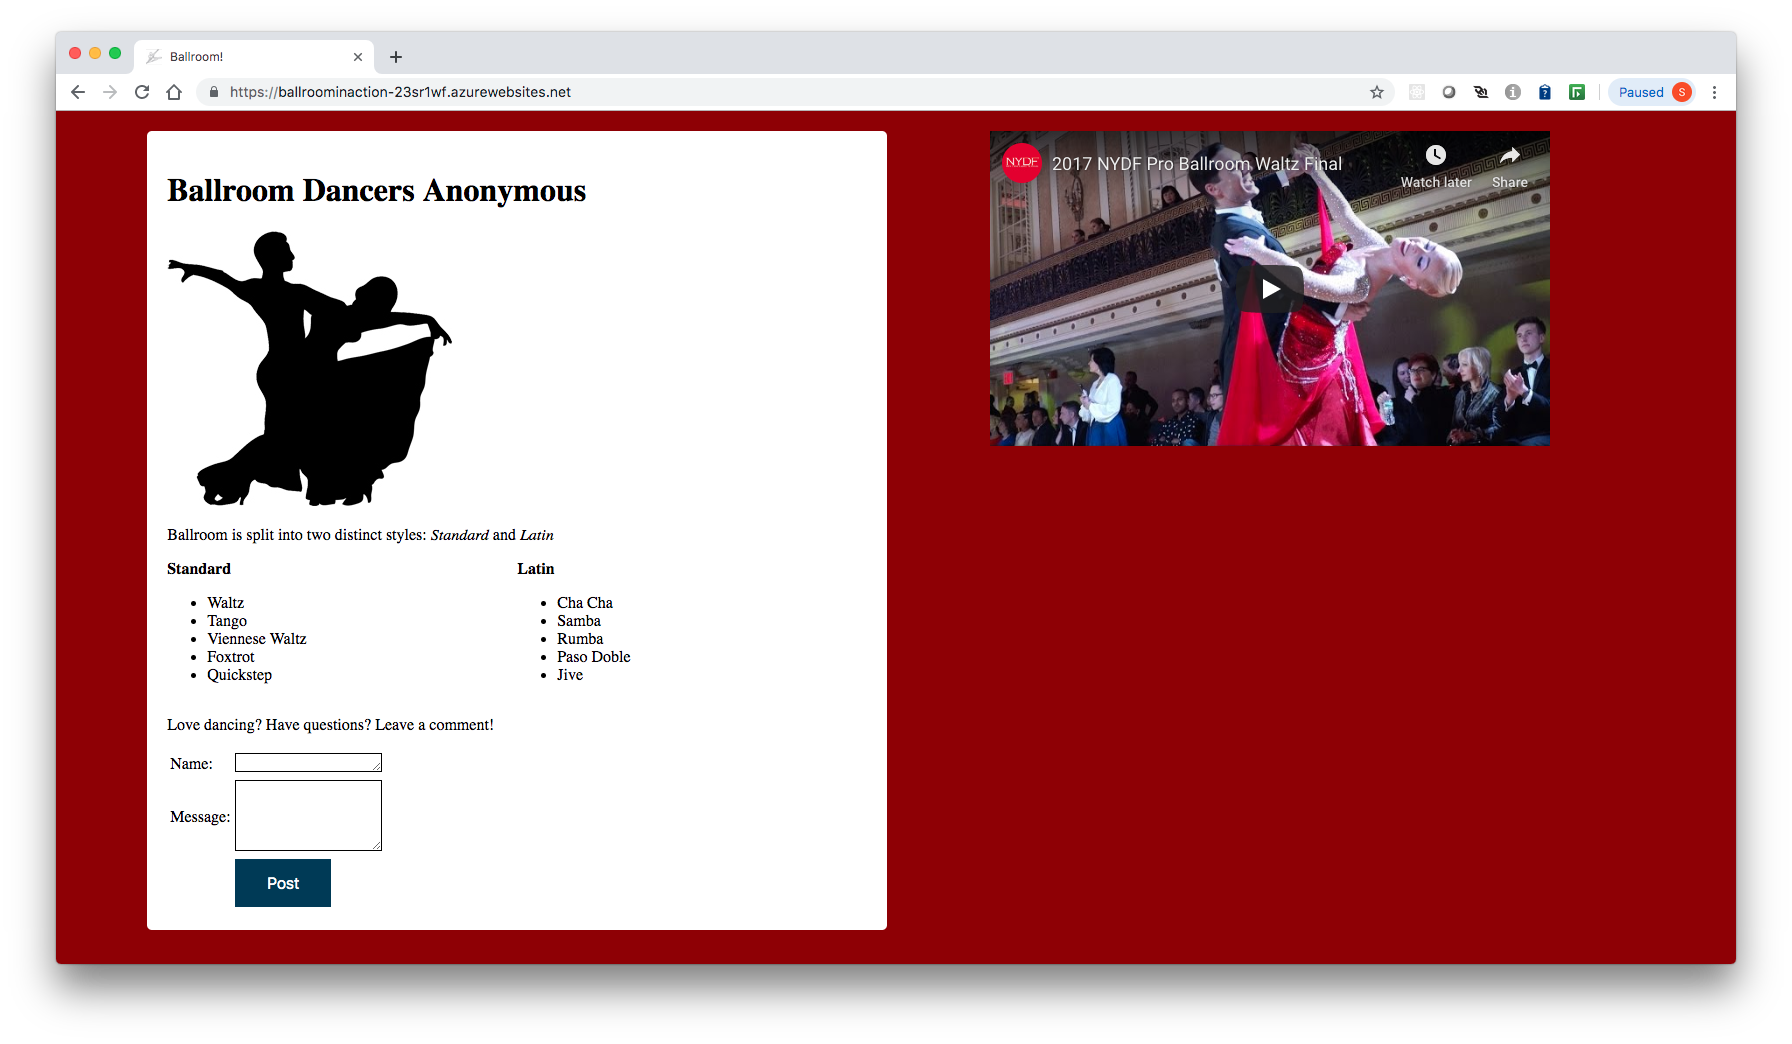 Ballroom!
https://ballroominaction-23sr1wf.azurewebsites.net
Paused
S
Ballroom Dancers Anonymous
Ballroom is split into two distinct styles: Standard and Latin
Standard
Waltz
Tango
Viennese Waltz
Foxtrot
Quickstep
Latin
Cha Cha
Samba
Rumba
Paso Doble
Jive
Love dancing? Have questions? Leave a comment!
Name:
Message:
Post
NYDF
2017 NYDF Pro Ballroom Waltz Final
Watch later
Share